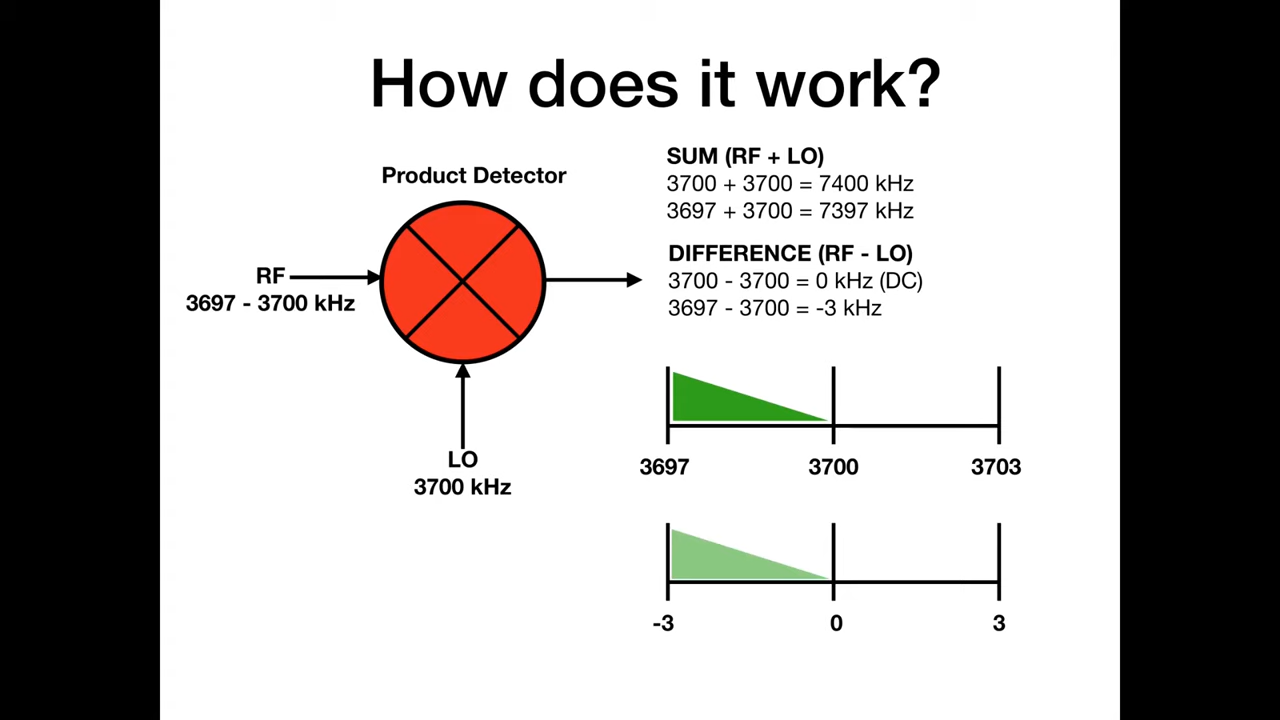 How does it work?
Product Detector
RF
3697 - 3700 kHz
LO
3700 kHz
SUM (RF + LO)
3700 + 3700 = 7400 kHz
3697 + 3700 = 7397 kHz
DIFFERENCE (RF - LO)
3700 - 3700 = 0 kHz (DC)
3697 - 3700 = -3 kHz
3697 3700 3703
-3 0 3